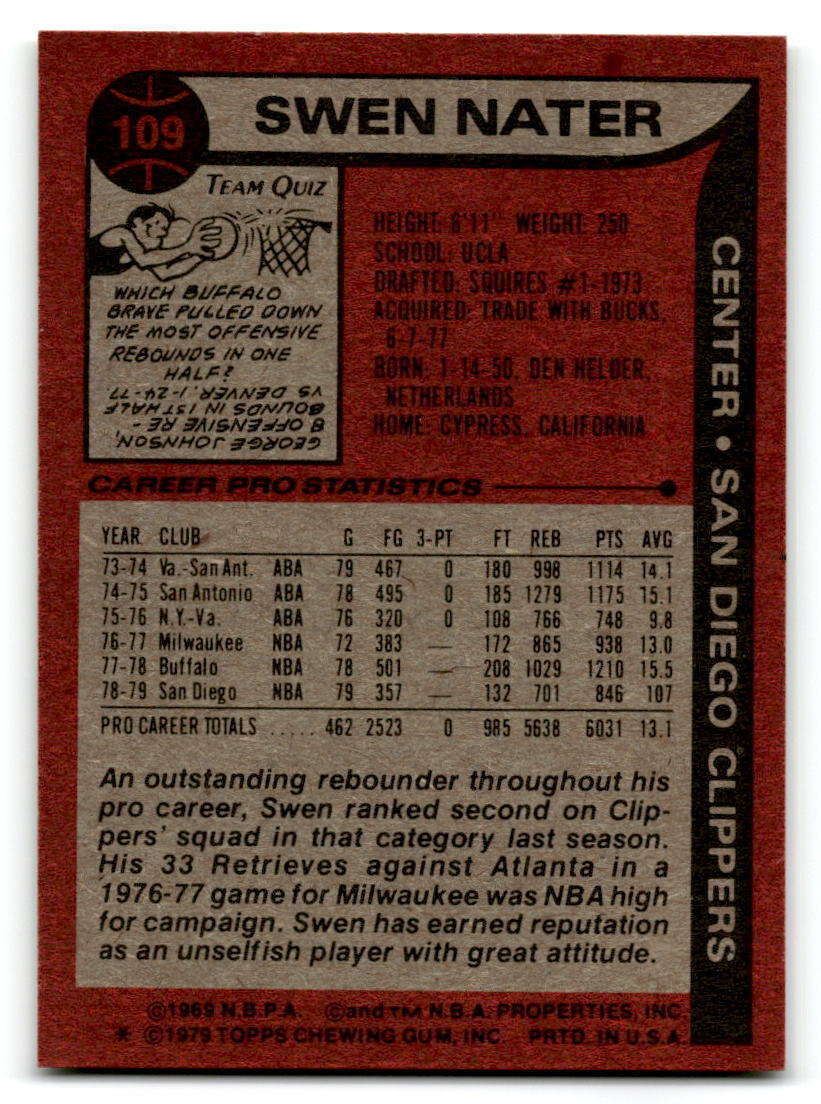 109
SWEN NATER
TEAM QUIZ
WHICH BUFFALO
BRAVE PULLED DOWN
THE MOST OFFENSIVE
REBOUNDS IN ONE
HALF?
GEORGE JOHNSON,
8 OFFENSIVE RE-
BOUNDS IN 1ST HALF
VS DENVER, 1-24-77.
HEIGHT: 6'11" WEIGHT: 250
SCHOOL: UCLA
DRAFTED: SQUIRES #1-1973
ACQUIRED: TRADE WITH BUCKS,
6-7-77
BORN: 1-14-50, DEN HELDER,
NETHERLANDS
HOME: CYPRESS, CALIFORNIA
CENTER • SAN DIEGO CLIPPERS
CAREER PRO STATISTICS
YEAR CLUB G FG 3-PT FT REB PTS AVG
73-74 Va.-San Ant. ABA 79 467 0 180 998 1114 14.1
74-75 San Antonio ABA 78 495 0 185 1279 1175 15.1
75-76 N.Y.-Va. ABA 76 320 0 108 766 748 9.8
76-77 Milwaukee NBA 72 383 — 172 865 938 13.0
77-78 Buffalo NBA 78 501 — 208 1029 1210 15.5
78-79 San Diego NBA 79 357 — 132 701 846 107
PRO CAREER TOTALS ..... 462 2523 0 985 5638 6031 13.1
An outstanding rebounder throughout his
pro career, Swen ranked second on Clip-
pers' squad in that category last season.
His 33 Retrieves against Atlanta in a
1976-77 game for Milwaukee was NBA high
for campaign. Swen has earned reputation
as an unselfish player with great attitude.
©1969 N.B.P.A. ©and TM N.B.A. PROPERTIES, INC.
* ©1979 TOPPS CHEWING GUM, INC. PRTD. IN U.S.A.